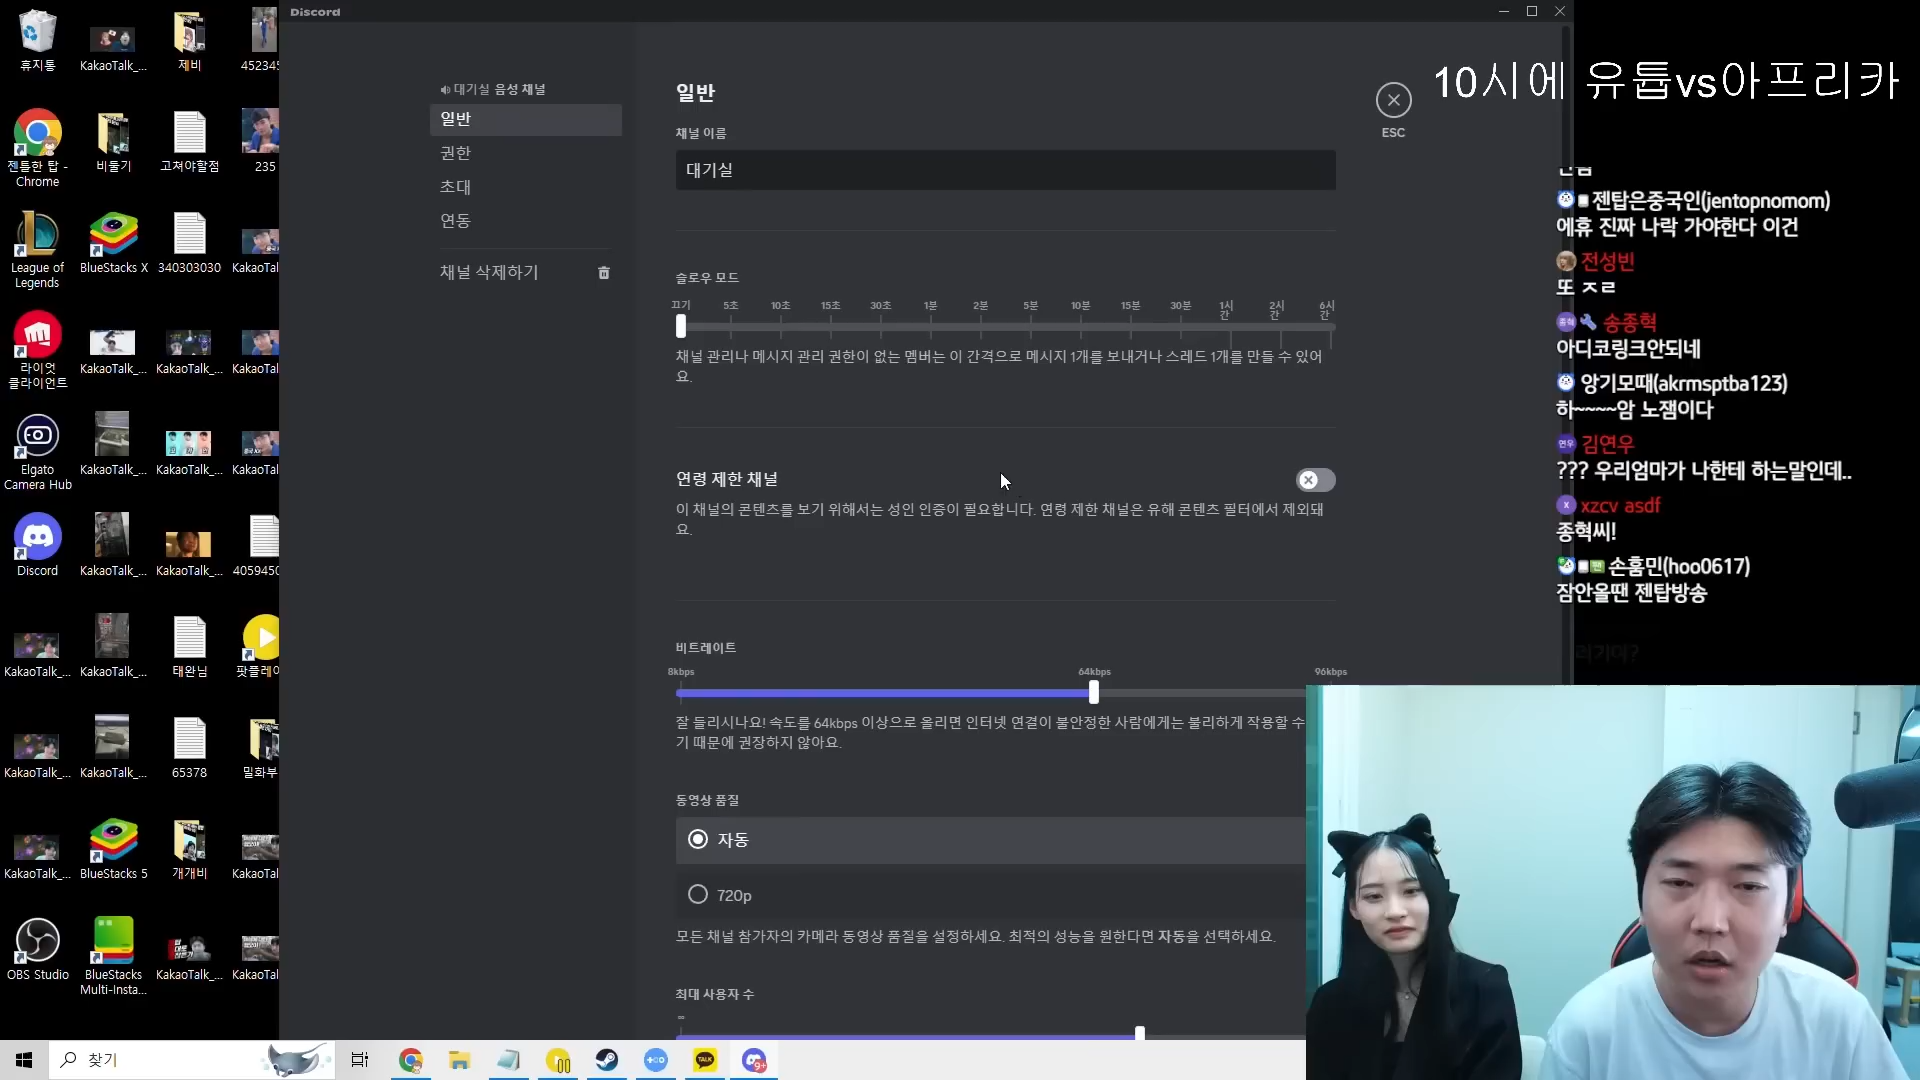 Discord
휴지통
KakaoTalk_...
제비
452345
젠틀한 탑 -
Chrome
비둘기
고쳐야할점
235
League of
Legends
BlueStacks X
340303030
KakaoTal
라이엇
클라이언트
KakaoTalk_...
KakaoTalk_...
KakaoTal
Elgato
Camera Hub
KakaoTalk_...
KakaoTalk_...
KakaoTal
Discord
KakaoTalk_...
KakaoTalk_...
4059450
KakaoTalk_...
KakaoTalk_...
태완님
팟플레이
KakaoTalk_...
KakaoTalk_...
65378
밀화부
KakaoTalk_...
BlueStacks 5
개개비
KakaoTal
OBS Studio
BlueStacks
Multi-Insta...
KakaoTalk_...
KakaoTal
대기실 음성 채널
일반
권한
초대
연동
채널 삭제하기
일반
채널 이름
대기실
슬로우 모드
끄기 5초 10초 15초 30초 1분 2분 5분 10분 15분 30분 1시간 2시간 6시간
채널 관리나 메시지 관리 권한이 없는 멤버는 이 간격으로 메시지 1개를 보내거나 스레드 1개를 만들 수 있어
요.
연령 제한 채널
이 채널의 콘텐츠를 보기 위해서는 성인 인증이 필요합니다. 연령 제한 채널은 유해 콘텐츠 필터에서 제외돼
요.
비트레이트
8kbps 64kbps 96kbps
잘 들리시나요! 속도를 64kbps 이상으로 올리면 인터넷 연결이 불안정한 사람에게는 불리하게 작용할 수
기 때문에 권장하지 않아요.
동영상 품질
자동
720p
모든 채널 참가자의 카메라 동영상 품질을 설정하세요. 최적의 성능을 원한다면 자동을 선택하세요.
최대 사용자 수
∞
ESC
10시에 유튭vs아프리카
젠탑은중국인(jentopnomom)
에휴 진짜 나락 가야한다 이건
전성빈
또 ㅈㄹ
종혁 송종혁
아디코링크안되네
앙기모때(akrmsptba123)
하~~~~암 노잼이다
연우 김연우
??? 우리엄마가 나한테 하는말인데..
x xzcv asdf
종혁씨!
손훔민(hoo0617)
잠안올땐 젠탑방송
찾기
TALK
9+